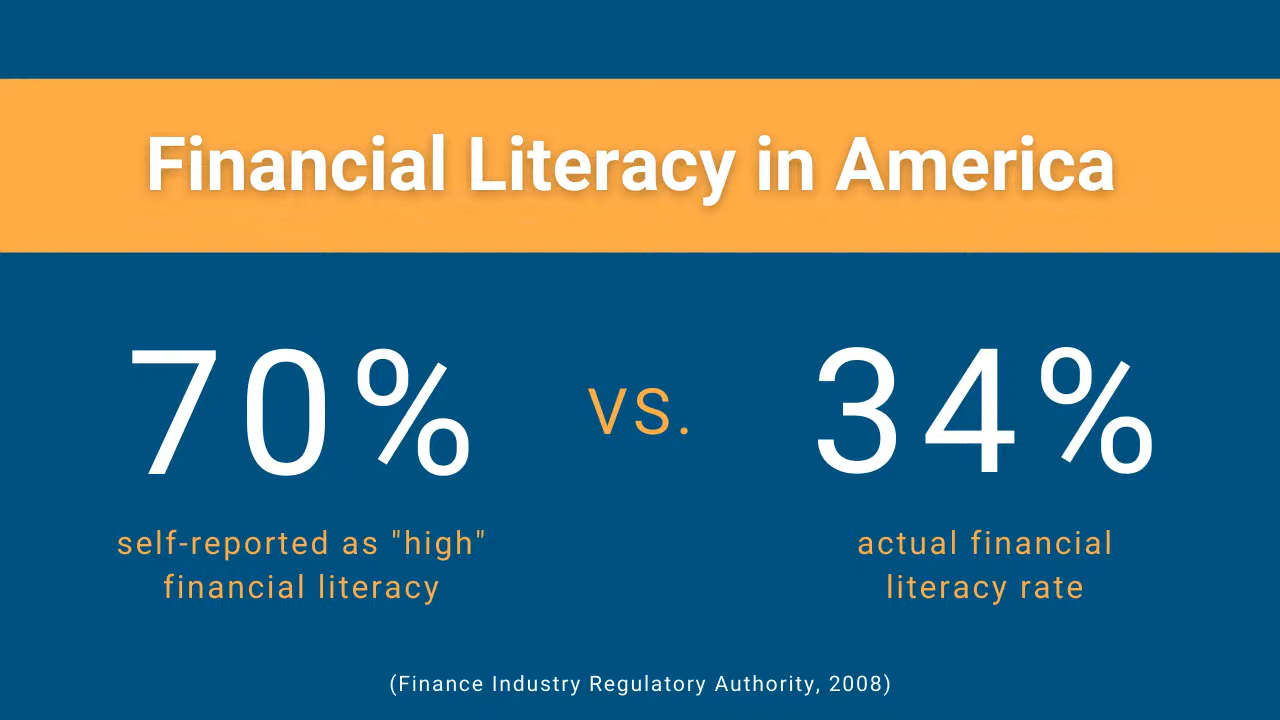 Financial Literacy in America
70%
VS.
34%
self-reported as "high"
financial literacy
actual financial
literacy rate
(Finance Industry Regulatory Authority, 2008)